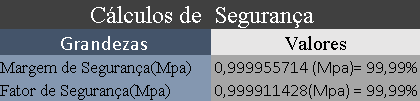 Cálculos de Segurança
Grandezas Valores
Margem de Segurança(Mpa) 0,999955714 (Mpa)= 99,99%
Fator de Segurança(Mpa) 0,999911428(Mpa)= 99,99%